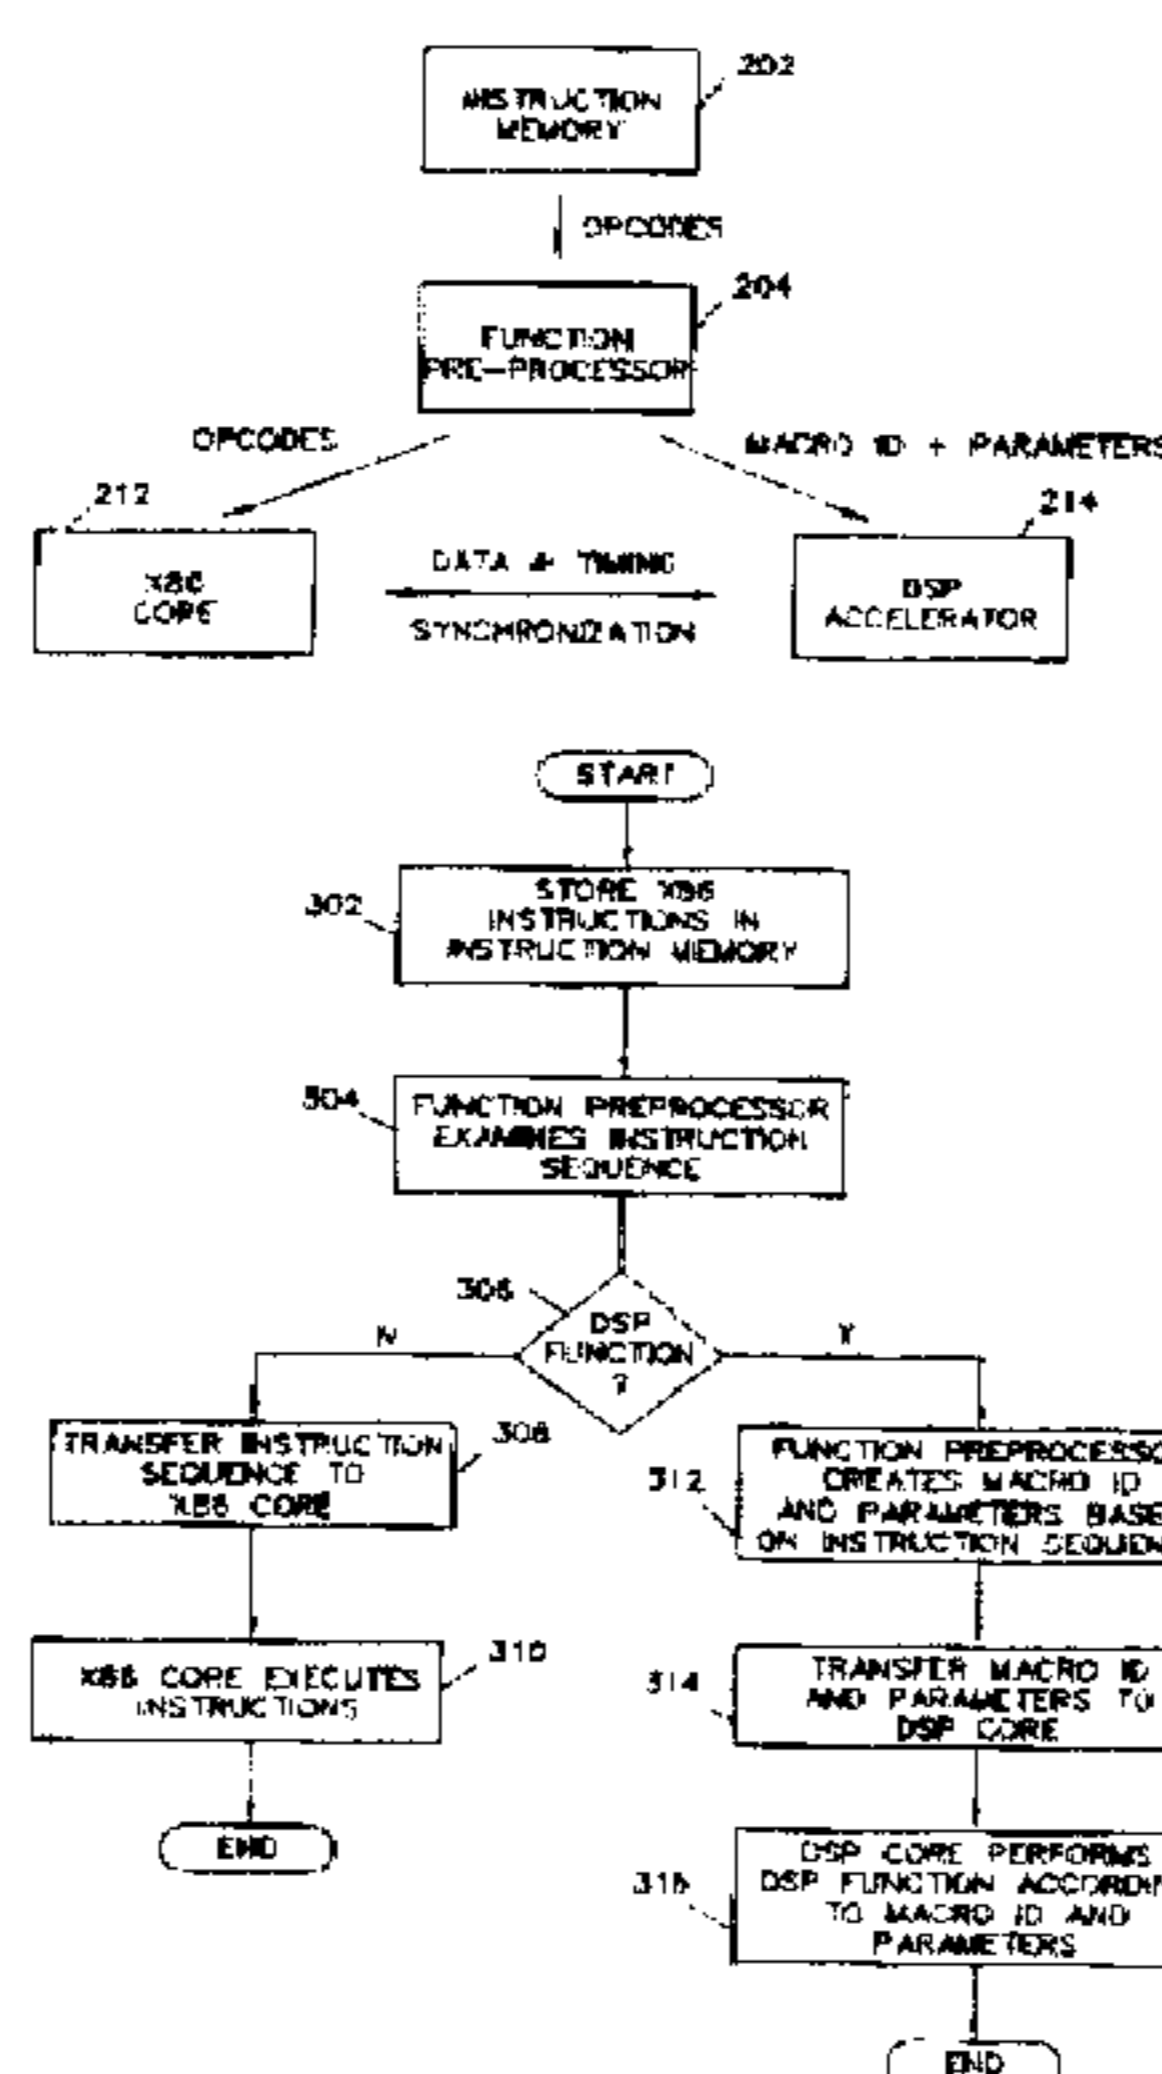 202
INSTRUCTION
MEMORY
OPCODES
204
FUNCTION
PRE-PROCESSOR
OPCODES
MACRO ID + PARAMETERS
212
214
X86
CORE
DATA & TIMING
SYNCHRONIZATION
DSP
ACCELERATOR
START
302
STORE X86
INSTRUCTIONS IN
INSTRUCTION MEMORY
304
FUNCTION PREPROCESSOR
EXAMINES INSTRUCTION
SEQUENCE
306
DSP
FUNCTION
?
N
Y
TRANSFER INSTRUCTION
SEQUENCE TO
X86 CORE
308
312
FUNCTION PREPROCESSO
CREATES MACRO ID
AND PARAMETERS BASE
ON INSTRUCTION SEQUEN
X86 CORE EXECUTES
INSTRUCTIONS
310
314
TRANSFER MACRO ID
AND PARAMETERS TO
DSP CORE
END
316
DSP CORE PERFORMS
DSP FUNCTION ACCORDIN
TO MACRO ID AND
PARAMETERS
END